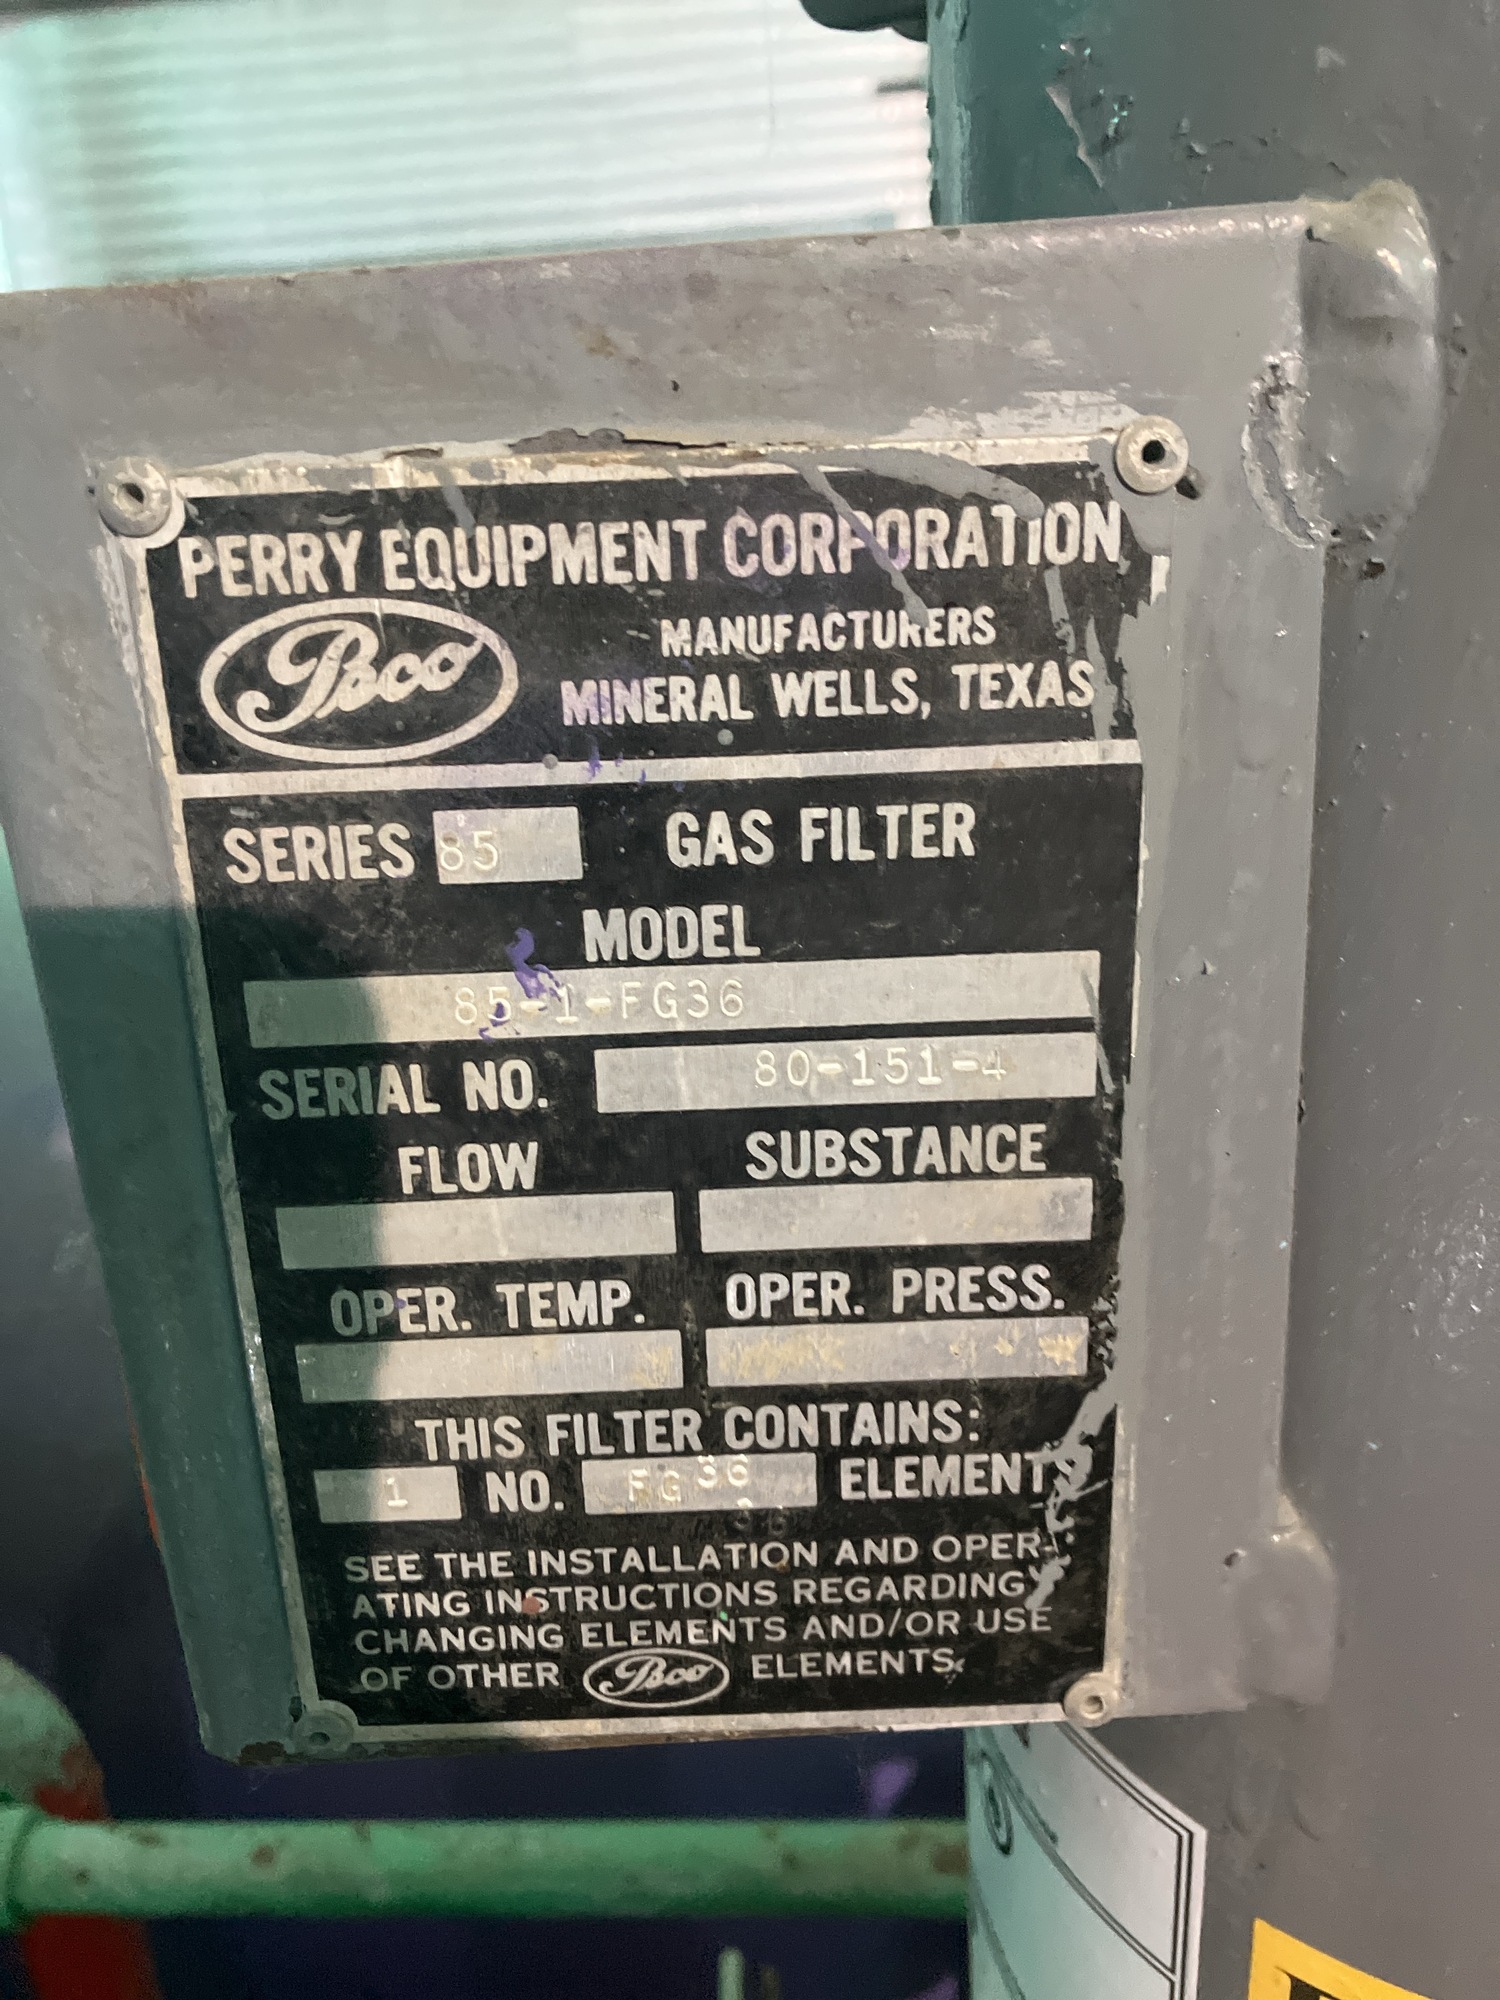 PERRY EQUIPMENT CORPORATION
Peco
MANUFACTURERS
MINERAL WELLS, TEXAS
SERIES 85 GAS FILTER
MODEL
85-1-FG36
SERIAL NO. 80-151-4
FLOW SUBSTANCE
OPER. TEMP. OPER. PRESS.
THIS FILTER CONTAINS:
1 NO. FG36 ELEMENT
SEE THE INSTALLATION AND OPER-
ATING INSTRUCTIONS REGARDING
CHANGING ELEMENTS AND/OR USE
OF OTHER Peco ELEMENTS.